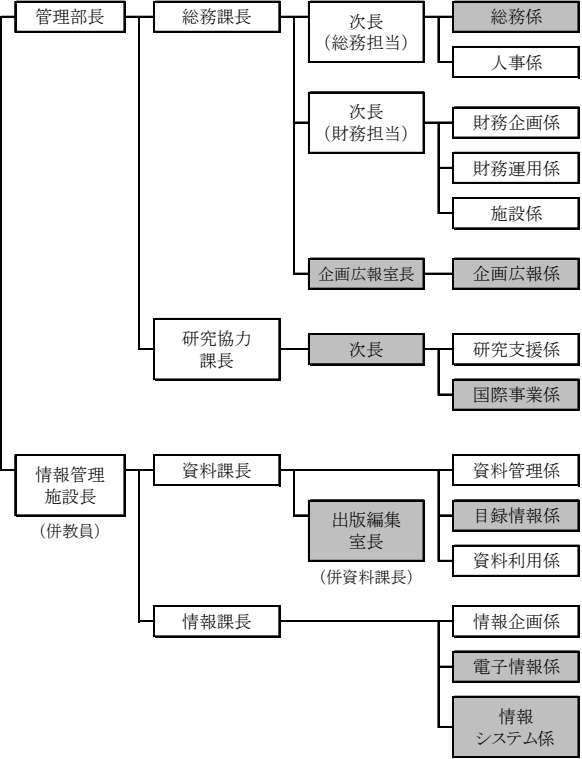 管理部長
総務課長
次長
（総務担当）
総務係
人事係
次長
（財務担当）
財務企画係
財務運用係
施設係
企画広報室長
企画広報係
研究協力
課長
次長
研究支援係
国際事業係
情報管理
施設長
（併教員）
資料課長
資料管理係
出版編集
室長
（併資料課長）
目録情報係
資料利用係
情報課長
情報企画係
電子情報係
情報
システム係